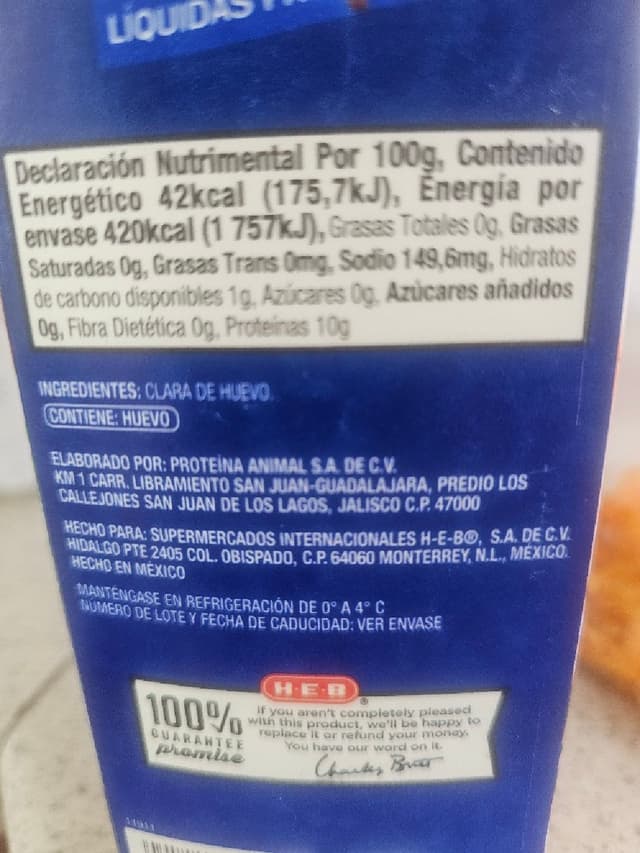 LÍQUIDAS
Declaración Nutrimental Por 100g, Contenido
Energético 42kcal (175,7kJ), Energía por
envase 420kcal (1 757kJ), Grasas Totales 0g, Grasas
Saturadas 0g, Grasas Trans 0mg, Sodio 149,6mg, Hidratos
de carbono disponibles 1g, Azúcares 0g, Azúcares añadidos
0g, Fibra Dietética 0g, Proteínas 10g
INGREDIENTES: CLARA DE HUEVO.
CONTIENE: HUEVO
ELABORADO POR: PROTEÍNA ANIMAL S.A. DE C.V.
KM 1 CARR. LIBRAMIENTO SAN JUAN-GUADALAJARA, PREDIO LOS
CALLEJONES SAN JUAN DE LOS LAGOS, JALISCO C.P. 47000
HECHO PARA: SUPERMERCADOS INTERNACIONALES H-E-B®, S.A. DE C.V.
HIDALGO PTE 2405 COL. OBISPADO, C.P. 64060 MONTERREY, N.L., MÉXICO.
HECHO EN MÉXICO
MANTÉNGASE EN REFRIGERACIÓN DE 0° A 4° C
NÚMERO DE LOTE Y FECHA DE CADUCIDAD: VER ENVASE
H-E-B®
100%
GUARANTEE
promise
If you aren't completely pleased
with this product, we'll be happy to
replace it or refund your money.
You have our word on it.